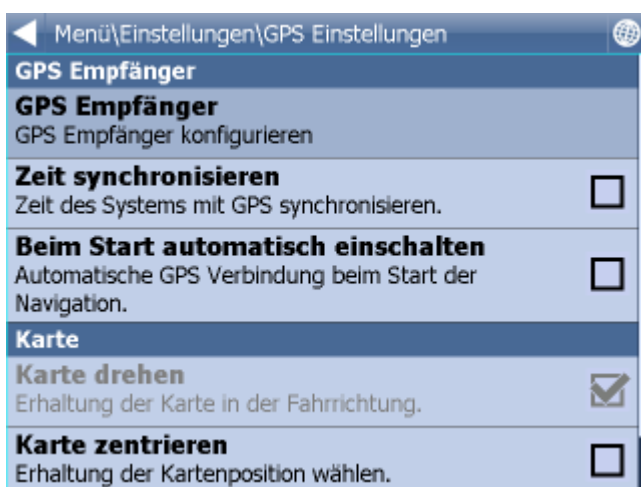 Menü\Einstellungen\GPS Einstellungen
GPS Empfänger
GPS Empfänger
GPS Empfänger konfigurieren
Zeit synchronisieren
Zeit des Systems mit GPS synchronisieren.
Beim Start automatisch einschalten
Automatische GPS Verbindung beim Start der
Navigation.
Karte
Karte drehen
Erhaltung der Karte in der Fahrrichtung.
Karte zentrieren
Erhaltung der Kartenposition wählen.